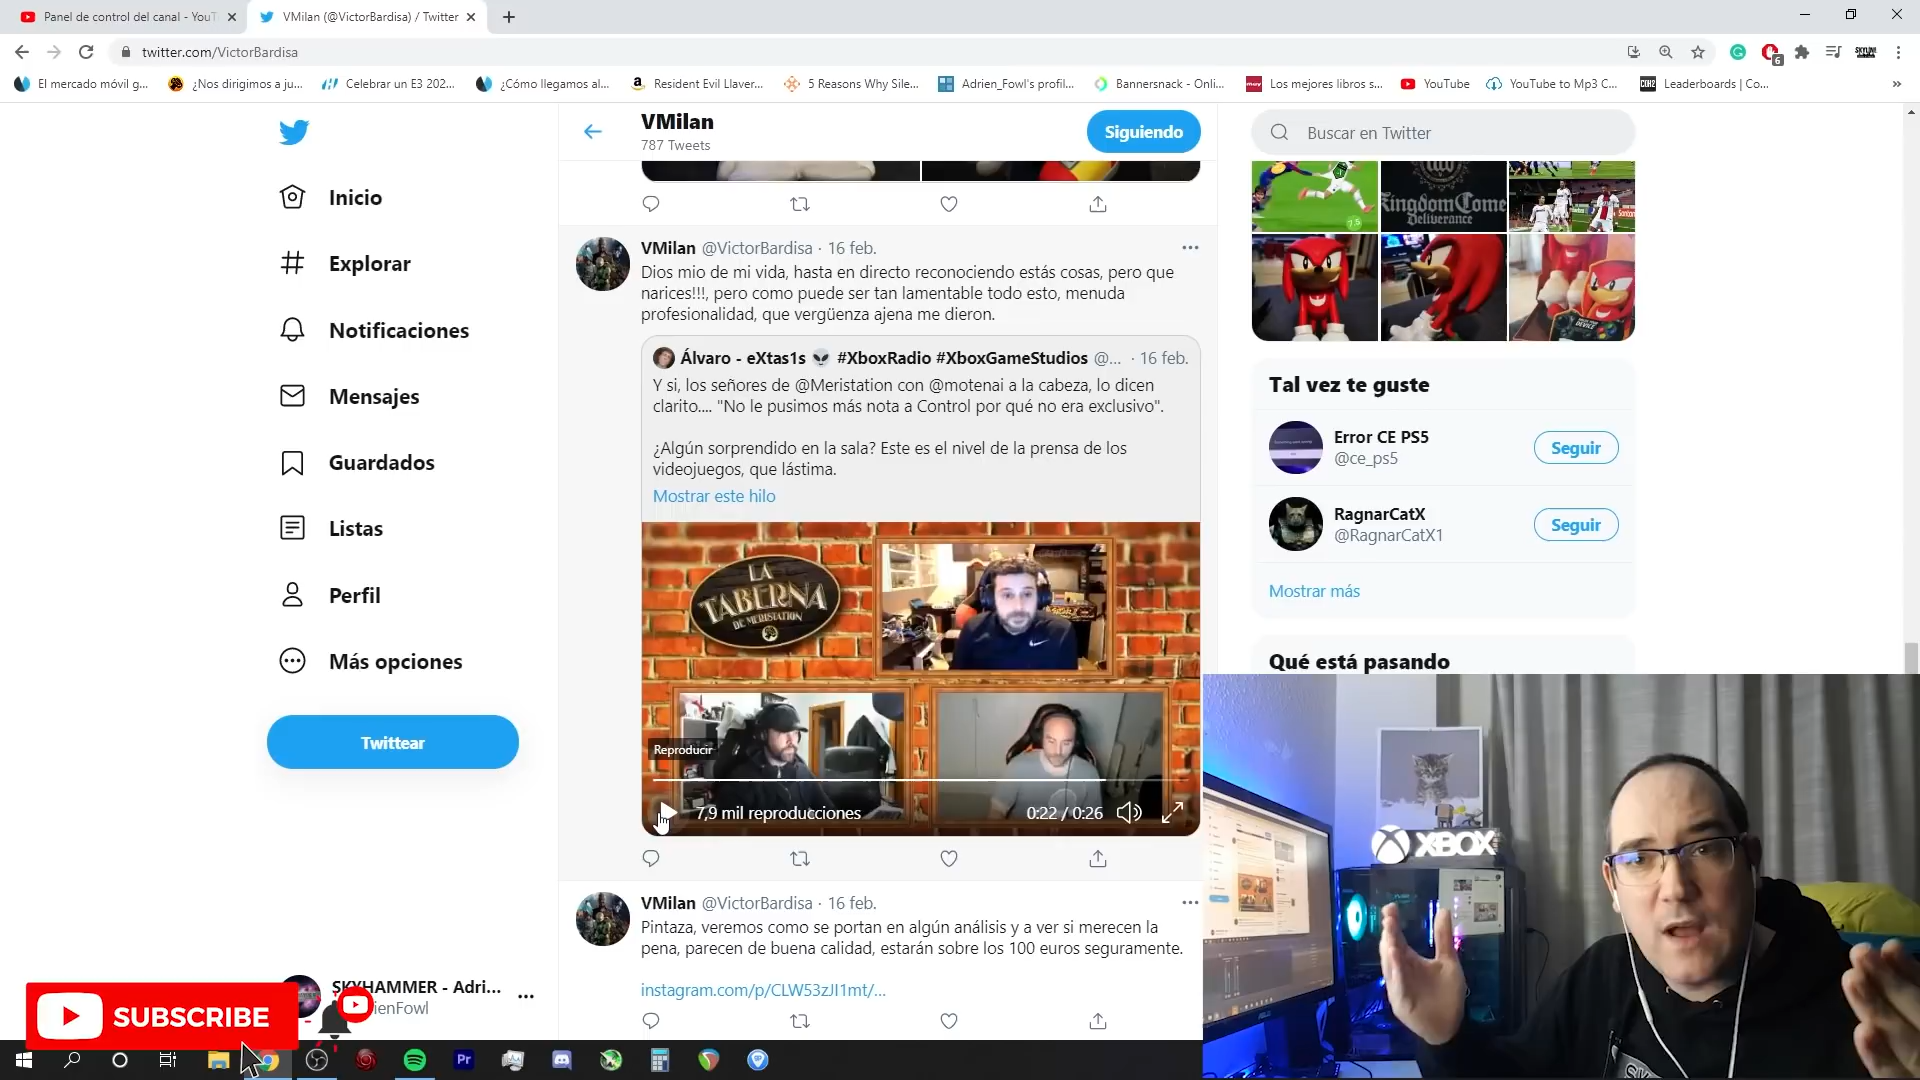 Panel de control del canal - YouT
VMilan (@VictorBardisa) / Twitter
twitter.com/VictorBardisa
6
SKYLINE
El mercado móvil g...
¿Nos dirigimos a ju...
Celebrar un E3 202...
¿Cómo llegamos al...
Resident Evil Llaver...
5 Reasons Why Sile...
Adrien_Fowl's profil...
Bannersnack - Onli...
Los mejores libros s...
YouTube
YouTube to Mp3 C...
Leaderboards | Co...
Inicio
Explorar
Notificaciones
Mensajes
Guardados
Listas
Perfil
Más opciones
Twittear
SKYHAMMER - Adri...
ienFowl
SUBSCRIBE
VMilan
787 Tweets
Siguiendo
VMilan @VictorBardisa · 16 feb.
Dios mio de mi vida, hasta en directo reconociendo estás cosas, pero que
narices!!!, pero como puede ser tan lamentable todo esto, menuda
profesionalidad, que vergüenza ajena me dieron.
Álvaro - eXtas1s 👽 #XboxRadio #XboxGameStudios @... · 16 feb.
Y si, los señores de @Meristation con @motenai a la cabeza, lo dicen
clarito.... "No le pusimos más nota a Control por qué no era exclusivo".
¿Algún sorprendido en la sala? Este es el nivel de la prensa de los
videojuegos, que lástima.
Mostrar este hilo
LA
TABERNA
DE MERISTATION
Reproducir
7,9 mil reproducciones
0:22 / 0:26
VMilan @VictorBardisa · 16 feb.
Pintaza, veremos como se portan en algún análisis y a ver si merecen la
pena, parecen de buena calidad, estarán sobre los 100 euros seguramente.
instagram.com/p/CLW53zJI1mt/...
Buscar en Twitter
7,5
Kingdom Come
Deliverance
Tal vez te guste
Error CE PS5
@ce_ps5
Seguir
RagnarCatX
@RagnarCatX1
Seguir
Mostrar más
Qué está pasando
XBOX
Pr